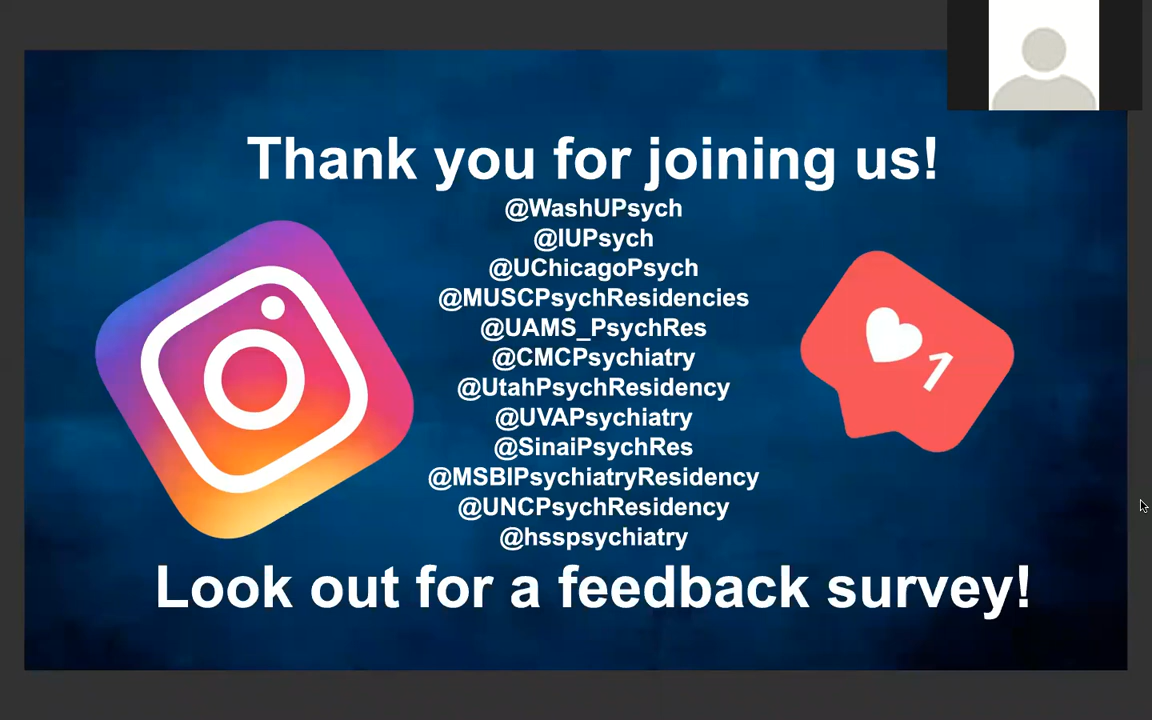 Thank you for joining us!
@WashUPsych
@IUPsych
@UChicagoPsych
@MUSCPsychResidencies
@UAMS_PsychRes
@CMCPsychiatry
@UtahPsychResidency
@UVAPsychiatry
@SinaiPsychRes
@MSBIPsychiatryResidency
@UNCPsychResidency
@hsspsychiatry
1
Look out for a feedback survey!